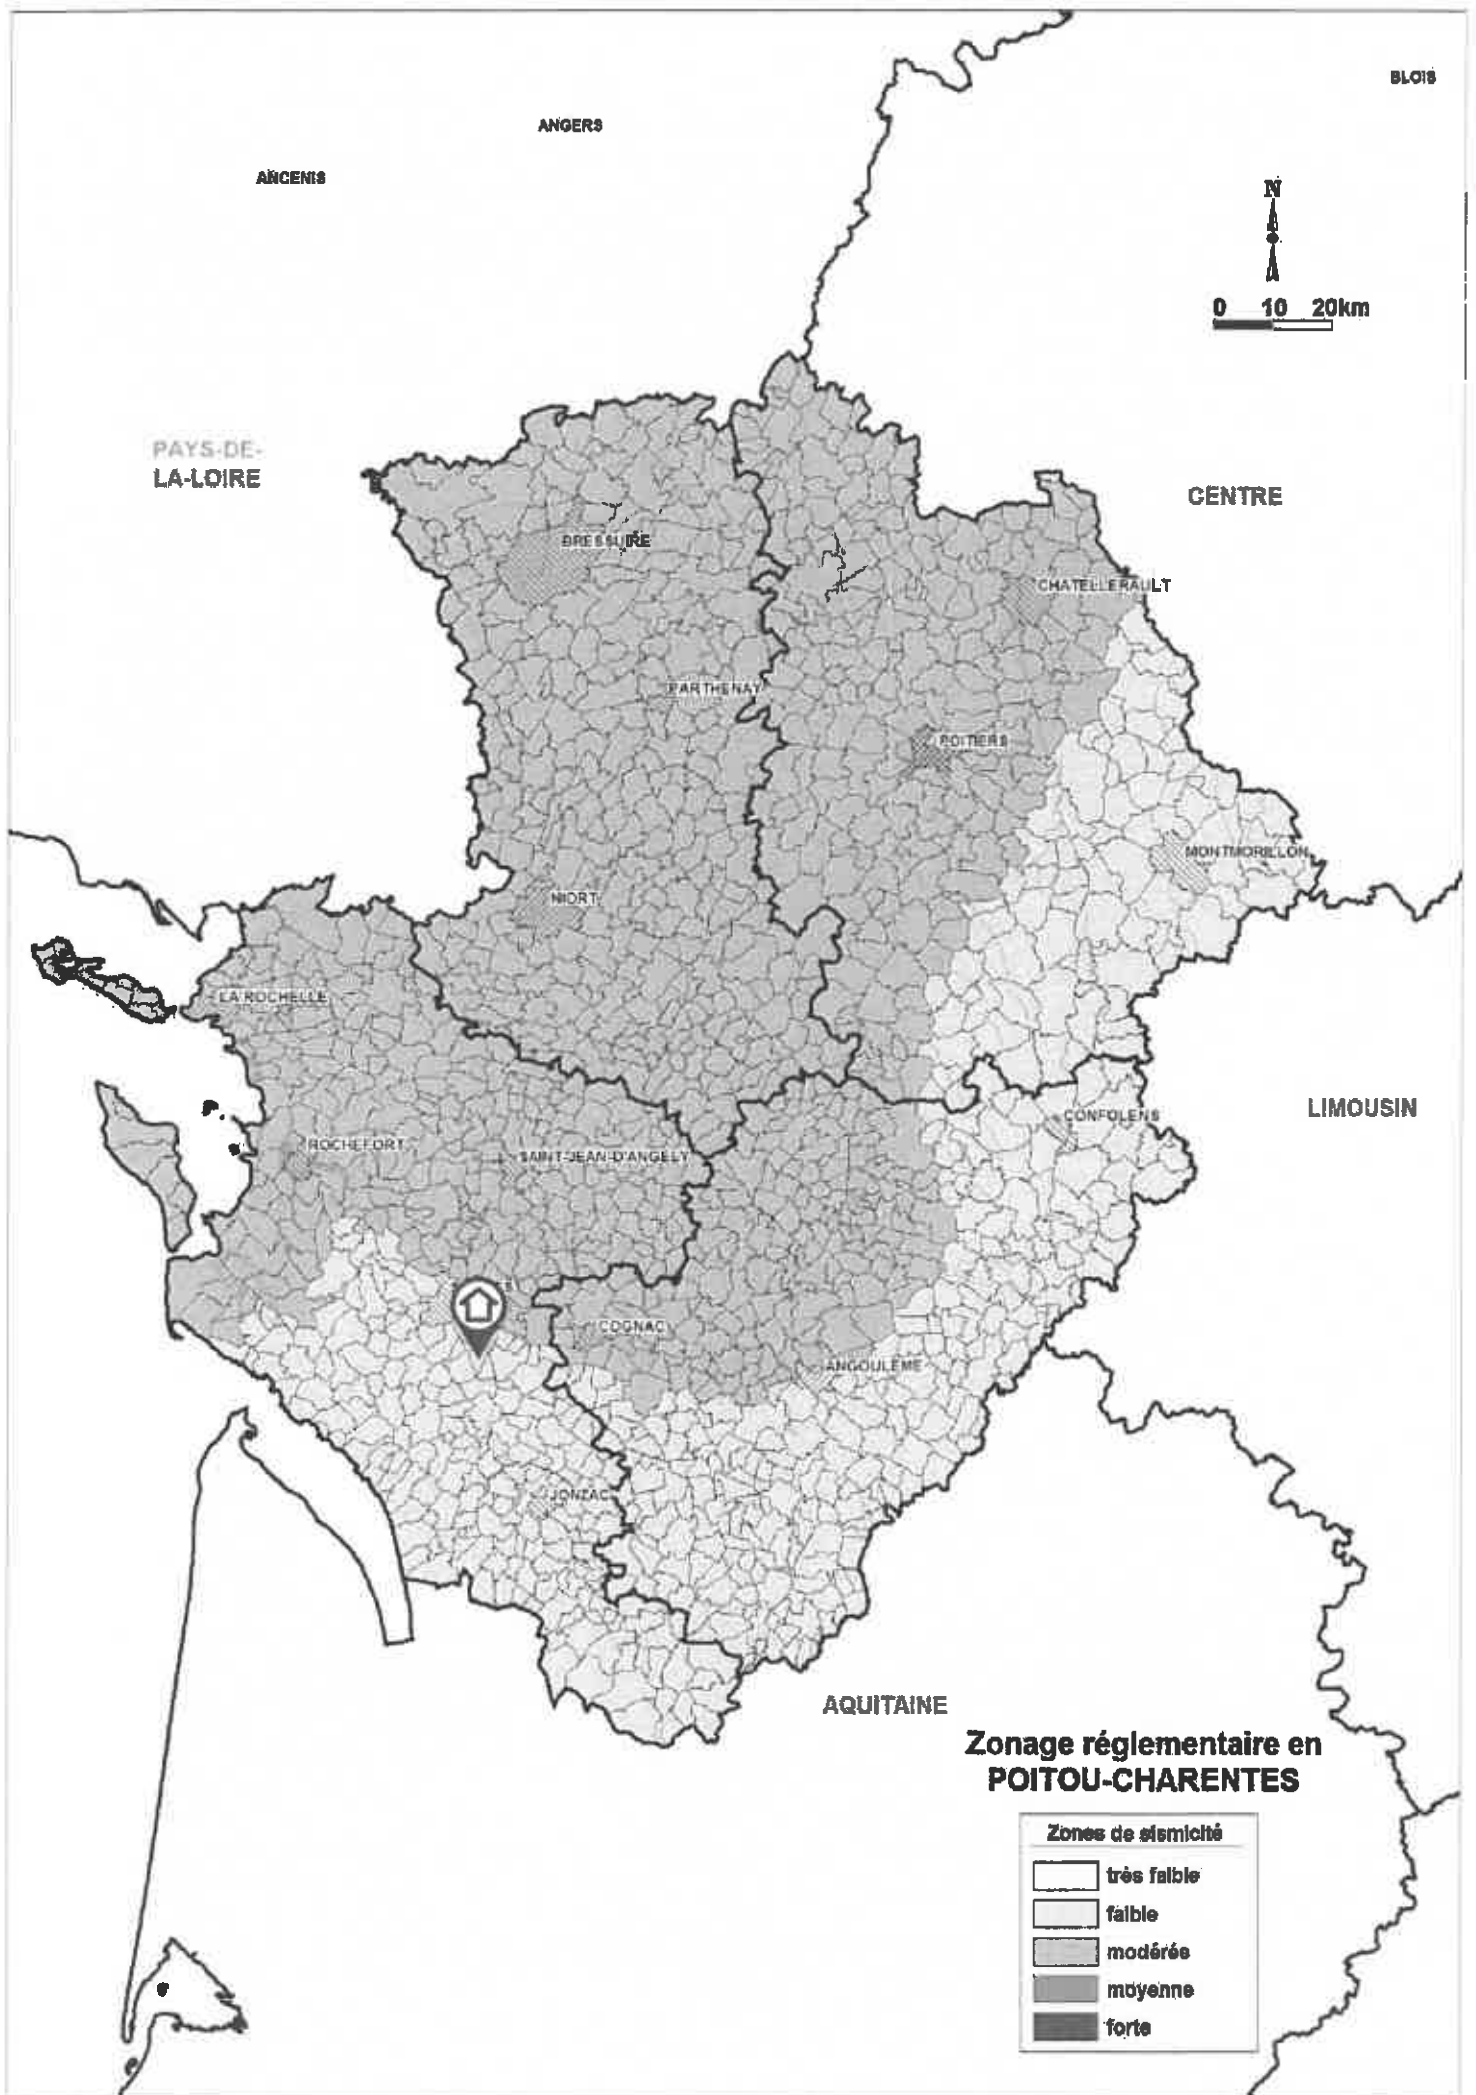 BLOIS
ANGERS
ANCENIS
N
0 10 20km
PAYS-DE-
LA-LOIRE
CENTRE
BRESSUIRE
CHATELLERAULT
PARTHENAY
POITIERS
MONTMORILLON
NIORT
LA ROCHELLE
LIMOUSIN
CONFOLENS
ROCHEFORT
SAINT-JEAN-D'ANGELY
COGNAC
ANGOULEME
JONZAC
AQUITAINE
Zonage réglementaire en
POITOU-CHARENTES
Zones de sismicité
très faible
faible
modérée
moyenne
forte